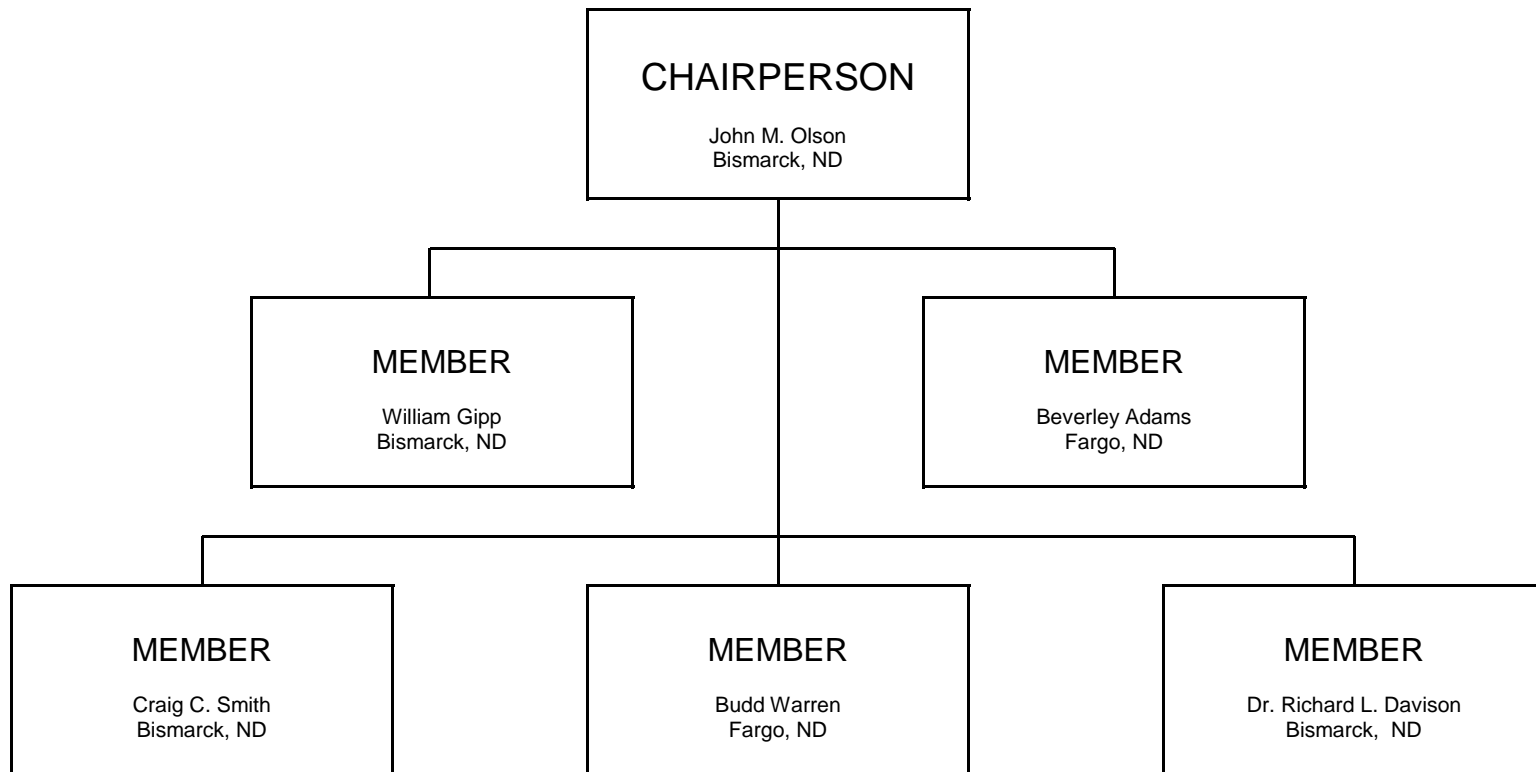 CHAIRPERSON
John M. Olson
Bismarck, ND
MEMBER
William Gipp
Bismarck, ND
MEMBER
Beverley Adams
Fargo, ND
MEMBER
Craig C. Smith
Bismarck, ND
MEMBER
Budd Warren
Fargo, ND
MEMBER
Dr. Richard L. Davison
Bismarck,  ND